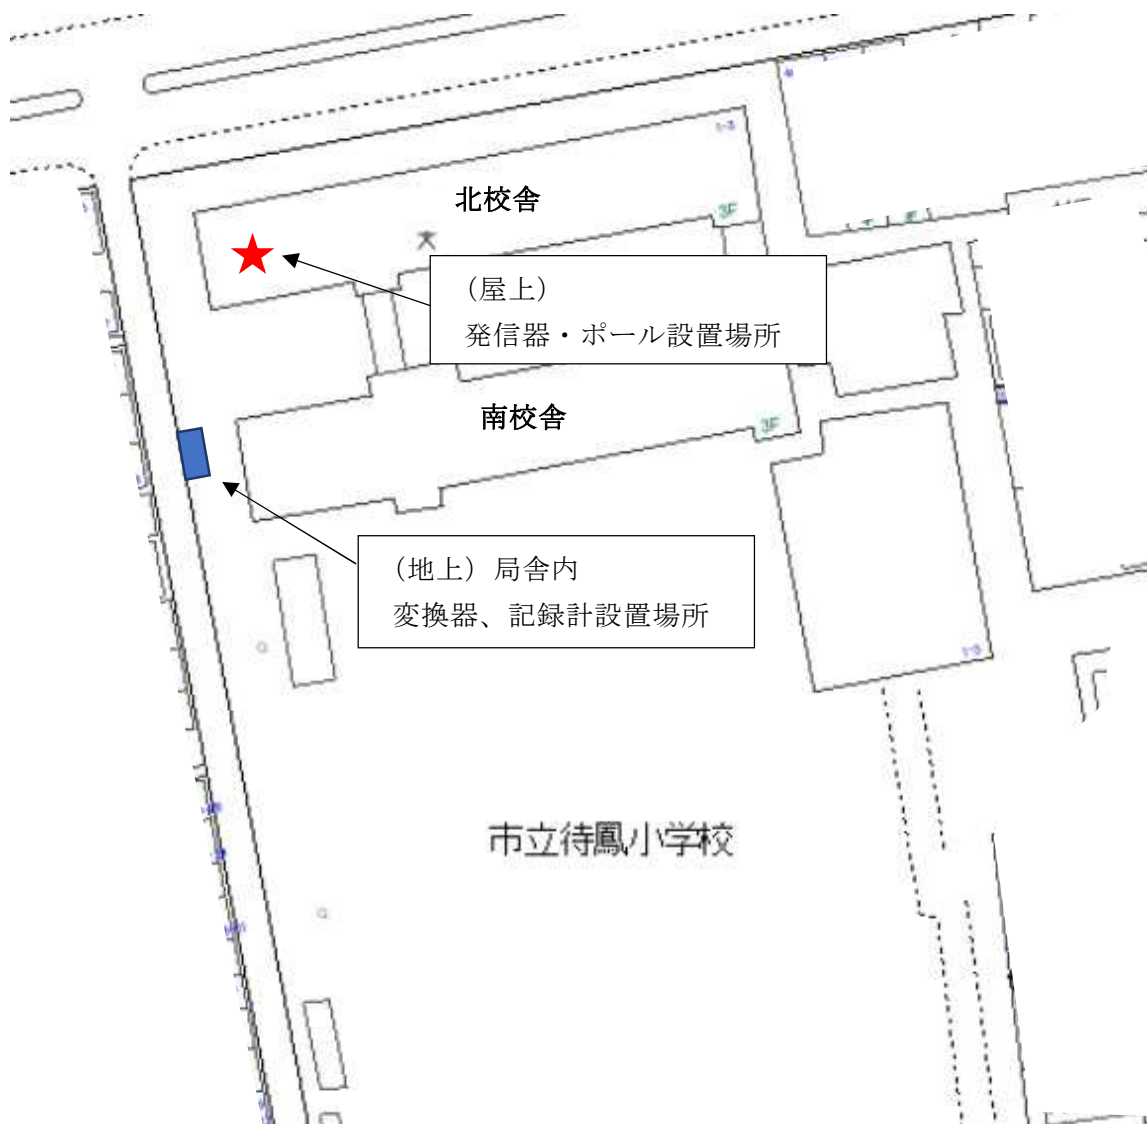 北校舎
3F
（屋上）
発信器・ポール設置場所
南校舎
3F
（地上）局舎内
変換器、記録計設置場所
市立待鳳小学校